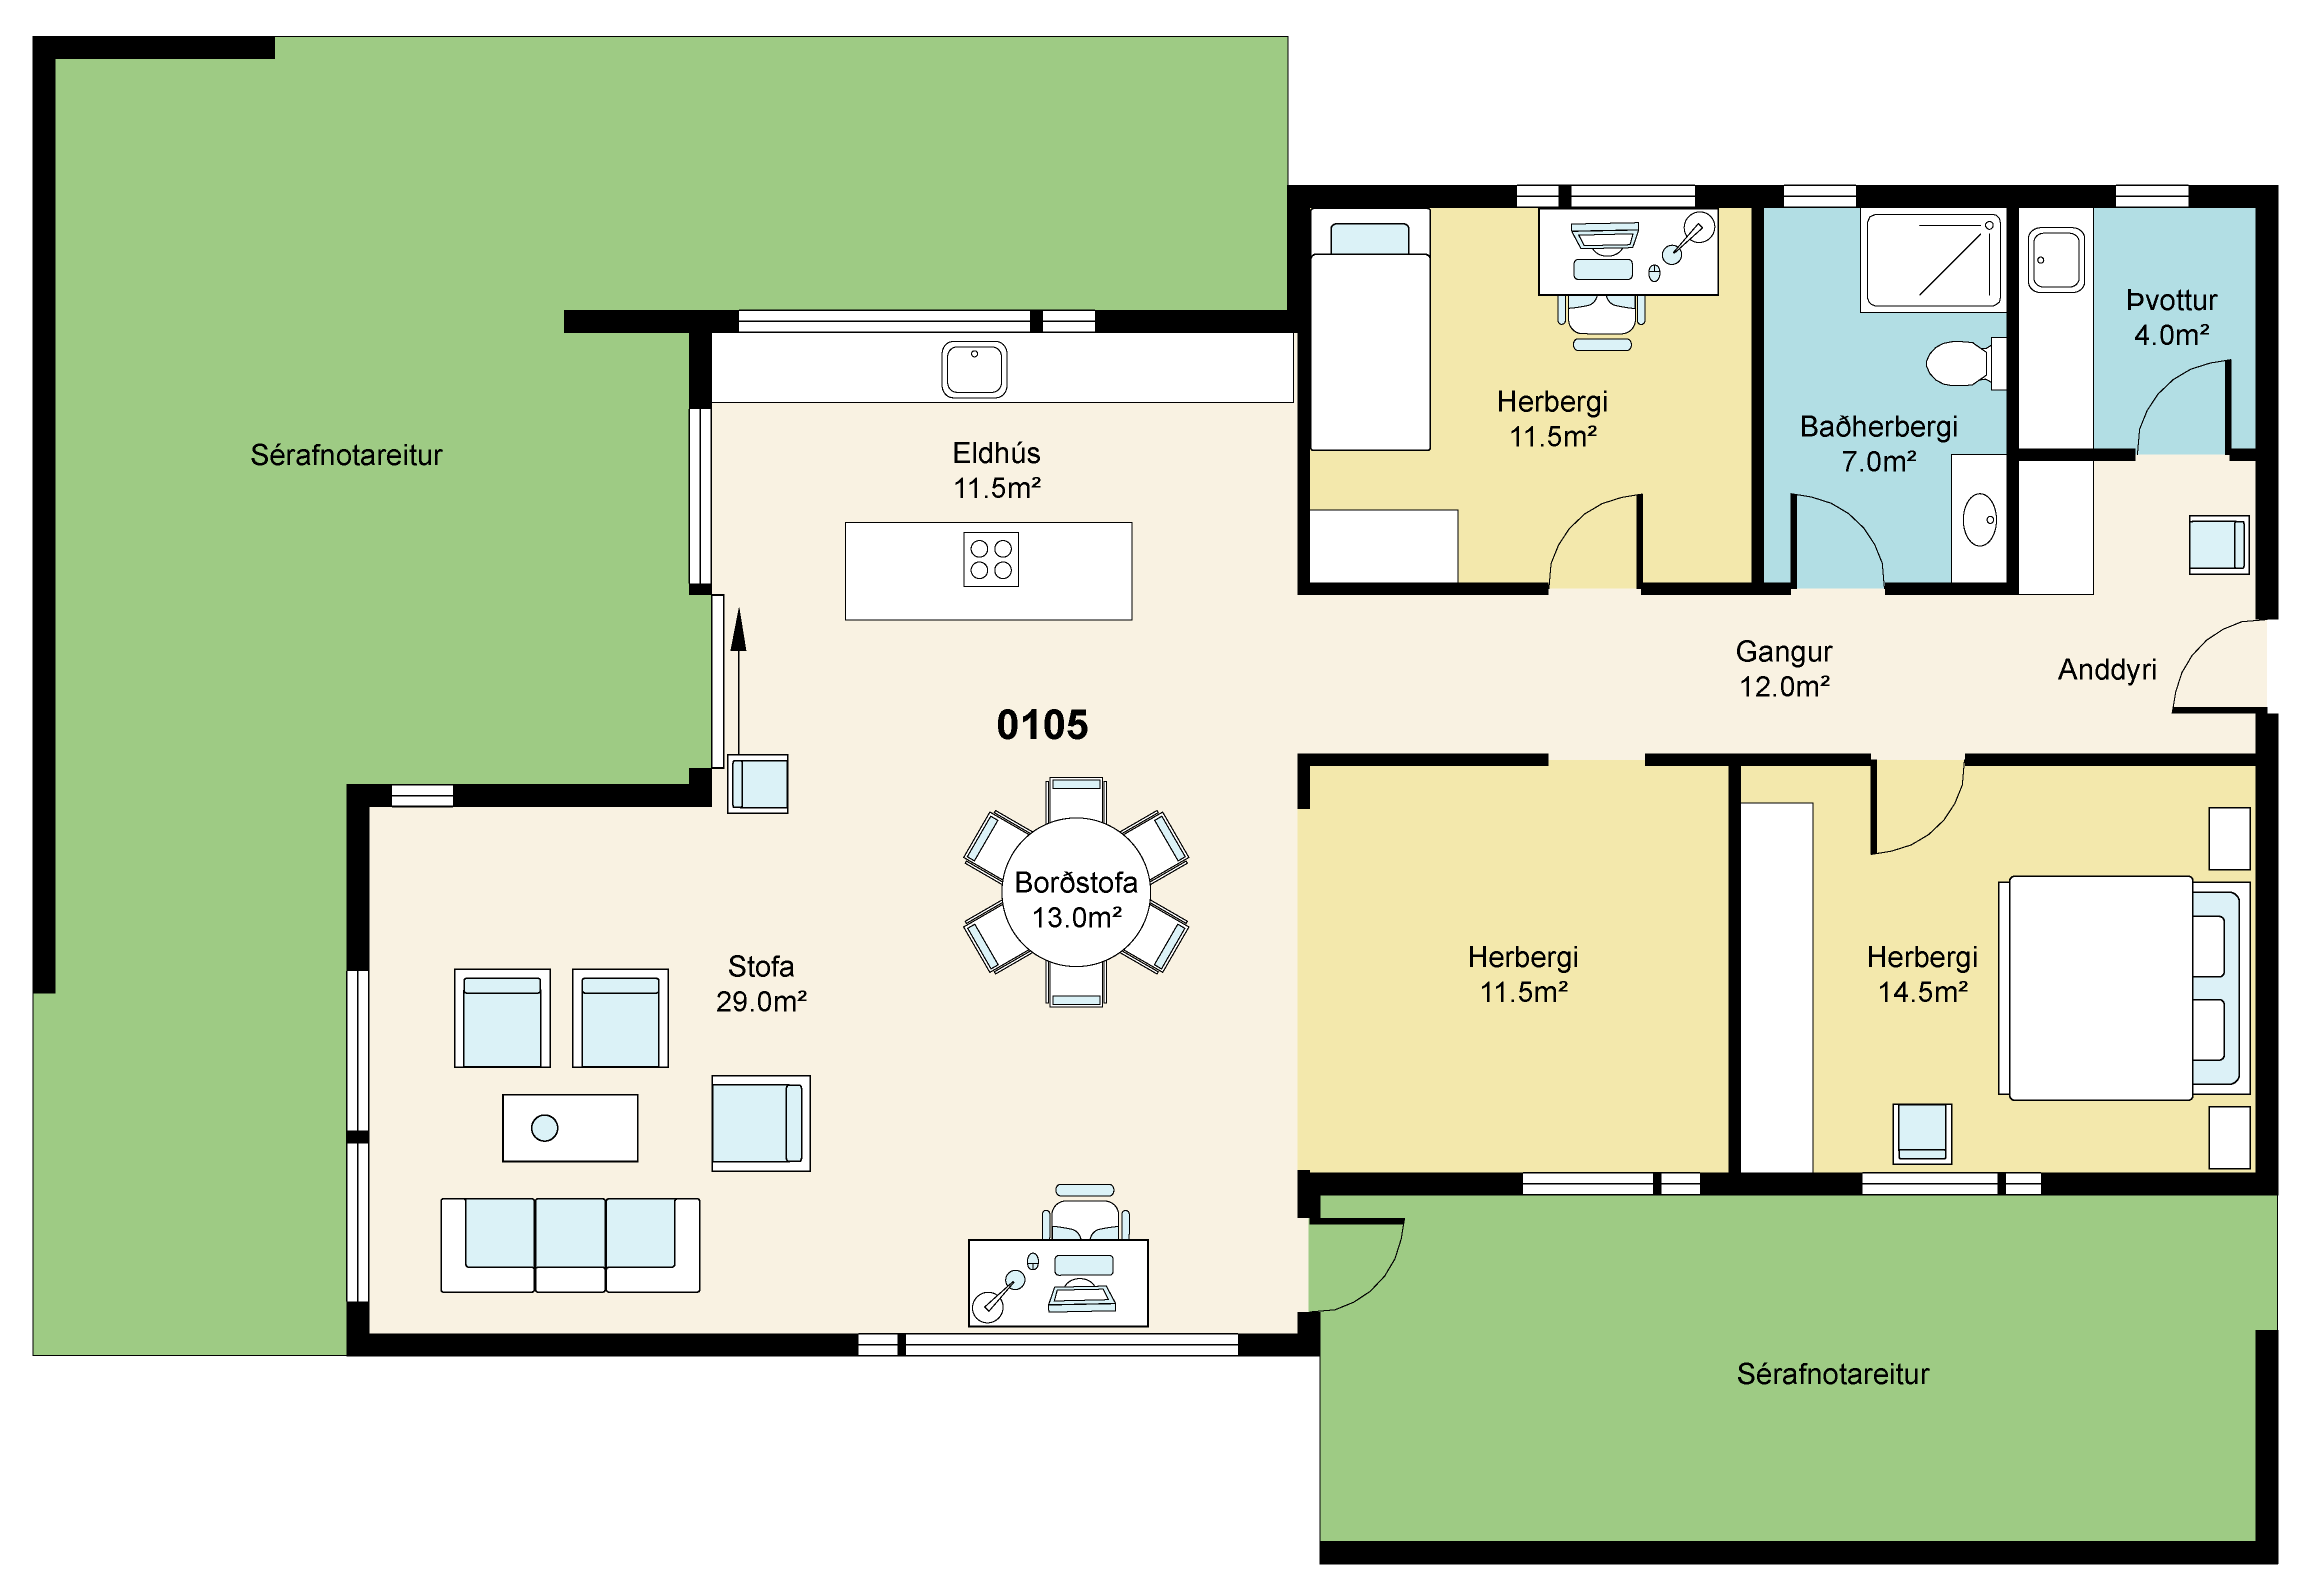 Sérafnotareitur
Eldhús
11.5m²
Herbergi
11.5m²
Baðherbergi
7.0m²
Þvottur
4.0m²
Gangur
12.0m²
Anddyri
0105
Borðstofa
13.0m²
Stofa
29.0m²
Herbergi
11.5m²
Herbergi
14.5m²
Sérafnotareitur